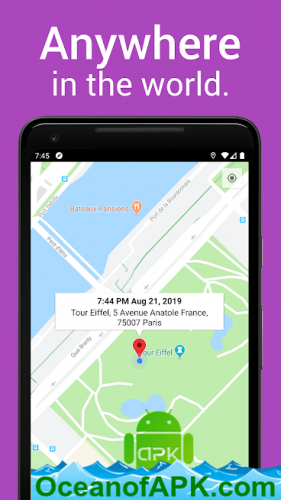 Anywhere
in the world.
7:45
Bateaux-Parisiens
Port de la Bourdonnais
Port d'Iéna
7:44 PM Aug 21, 2019
Tour Eiffel, 5 Avenue Anatole France,
75007 Paris
Quai Branly
Tour Eiffel
APK
OceanofAPK.com